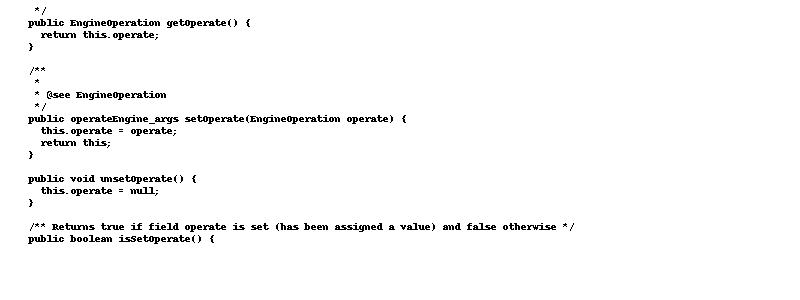 */
public EngineOperation getOperate() {
return this.operate;
}
/**
*
* @see EngineOperation
*/
public operateEngine_args setOperate(EngineOperation operate) {
this.operate = operate;
return this;
}
public void unsetOperate() {
this.operate = null;
}
/** Returns true if field operate is set (has been assigned a value) and false otherwise */
public boolean isSetOperate() {